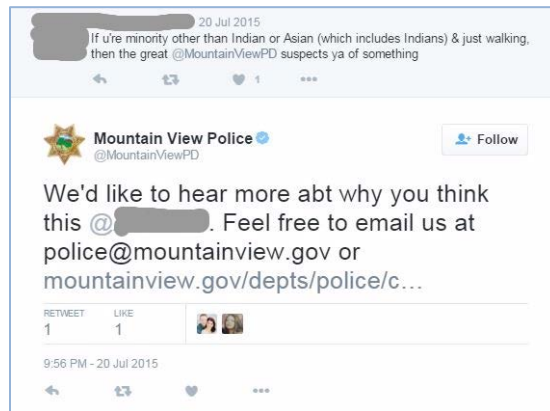 20 Jul 2015
If u're minority other than Indian or Asian (which includes Indians) & just walking,
then the great @MountainViewPD suspects ya of something
1
Mountain View Police
@MountainViewPD
Follow
We'd like to hear more abt why you think
this @ . Feel free to email us at
police@mountainview.gov or
mountainview.gov/depts/police/c...
RETWEET LIKE
1 1
9:56 PM - 20 Jul 2015